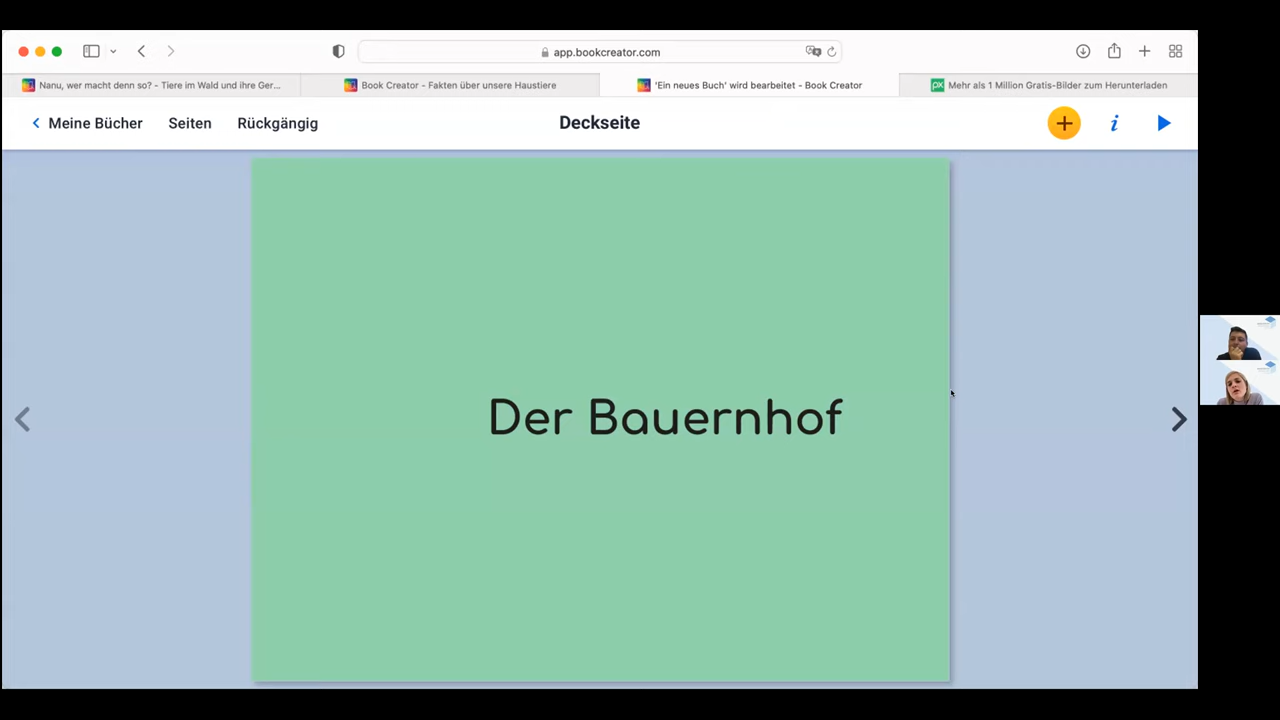 app.bookcreator.com
Nanu, wer macht denn so? - Tiere im Wald und ihre Ger...
Book Creator - Fakten über unsere Haustiere
'Ein neues Buch' wird bearbeitet - Book Creator
Mehr als 1 Million Gratis-Bilder zum Herunterladen
Meine Bücher
Seiten
Rückgängig
Deckseite
Der Bauernhof